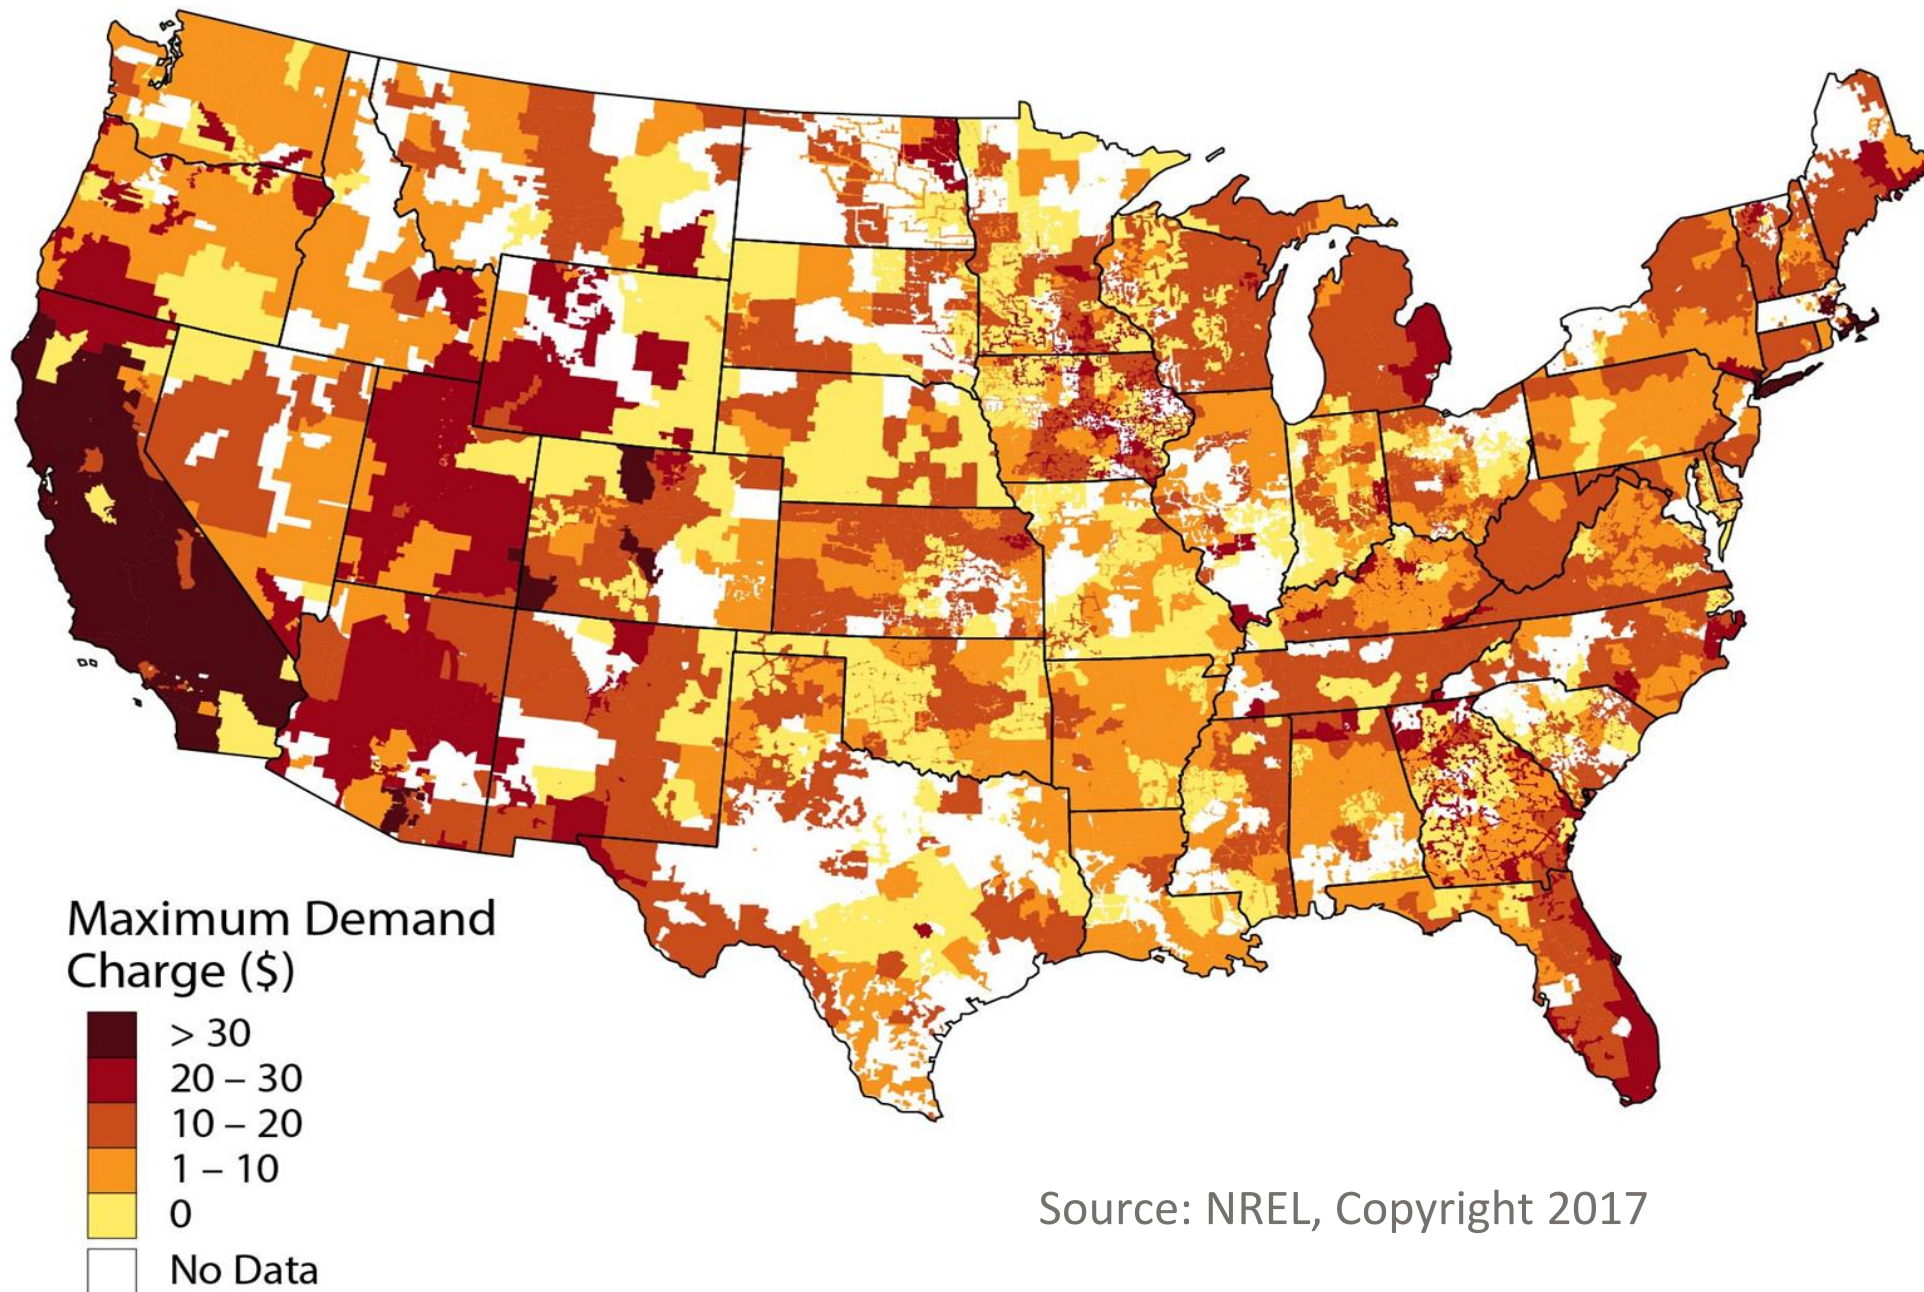 Maximum Demand
Charge ($)
> 30
20 – 30
10 – 20
1 – 10
0
No Data
Source: NREL, Copyright 2017